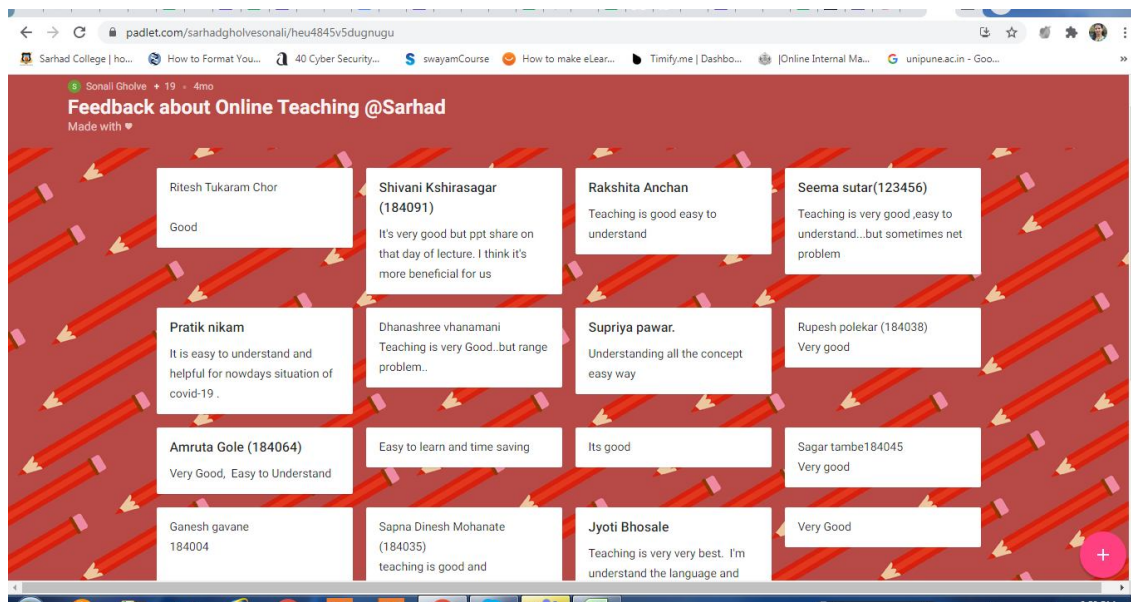 padlet.com/sarhadgholvesonali/heu4845v5dugnugu
Sarhad College | ho...
How to Format You...
40 Cyber Security...
swayamCourse
How to make eLear...
Timify.me | Dashbo...
|Online Internal Ma...
unipune.ac.in - Goo...
»
Sonali Gholve + 19 • 4mo
Feedback about Online Teaching @Sarhad
Made with ♥
Ritesh Tukaram Chor
Good
Shivani Kshirasagar
(184091)
It's very good but ppt share on
that day of lecture. I think it's
more beneficial for us
Rakshita Anchan
Teaching is good easy to
understand
Seema sutar(123456)
Teaching is very good ,easy to
understand...but sometimes net
problem
Pratik nikam
It is easy to understand and
helpful for nowdays situation of
covid-19 .
Dhanashree vhanamani
Teaching is very Good..but range
problem..
Supriya pawar.
Understanding all the concept
easy way
Rupesh polekar (184038)
Very good
Amruta Gole (184064)
Very Good, Easy to Understand
Easy to learn and time saving
Its good
Sagar tambe184045
Very good
Ganesh gavane
184004
Sapna Dinesh Mohanate
(184035)
teaching is good and
Jyoti Bhosale
Teaching is very very best. I'm
understand the language and
Very Good
+